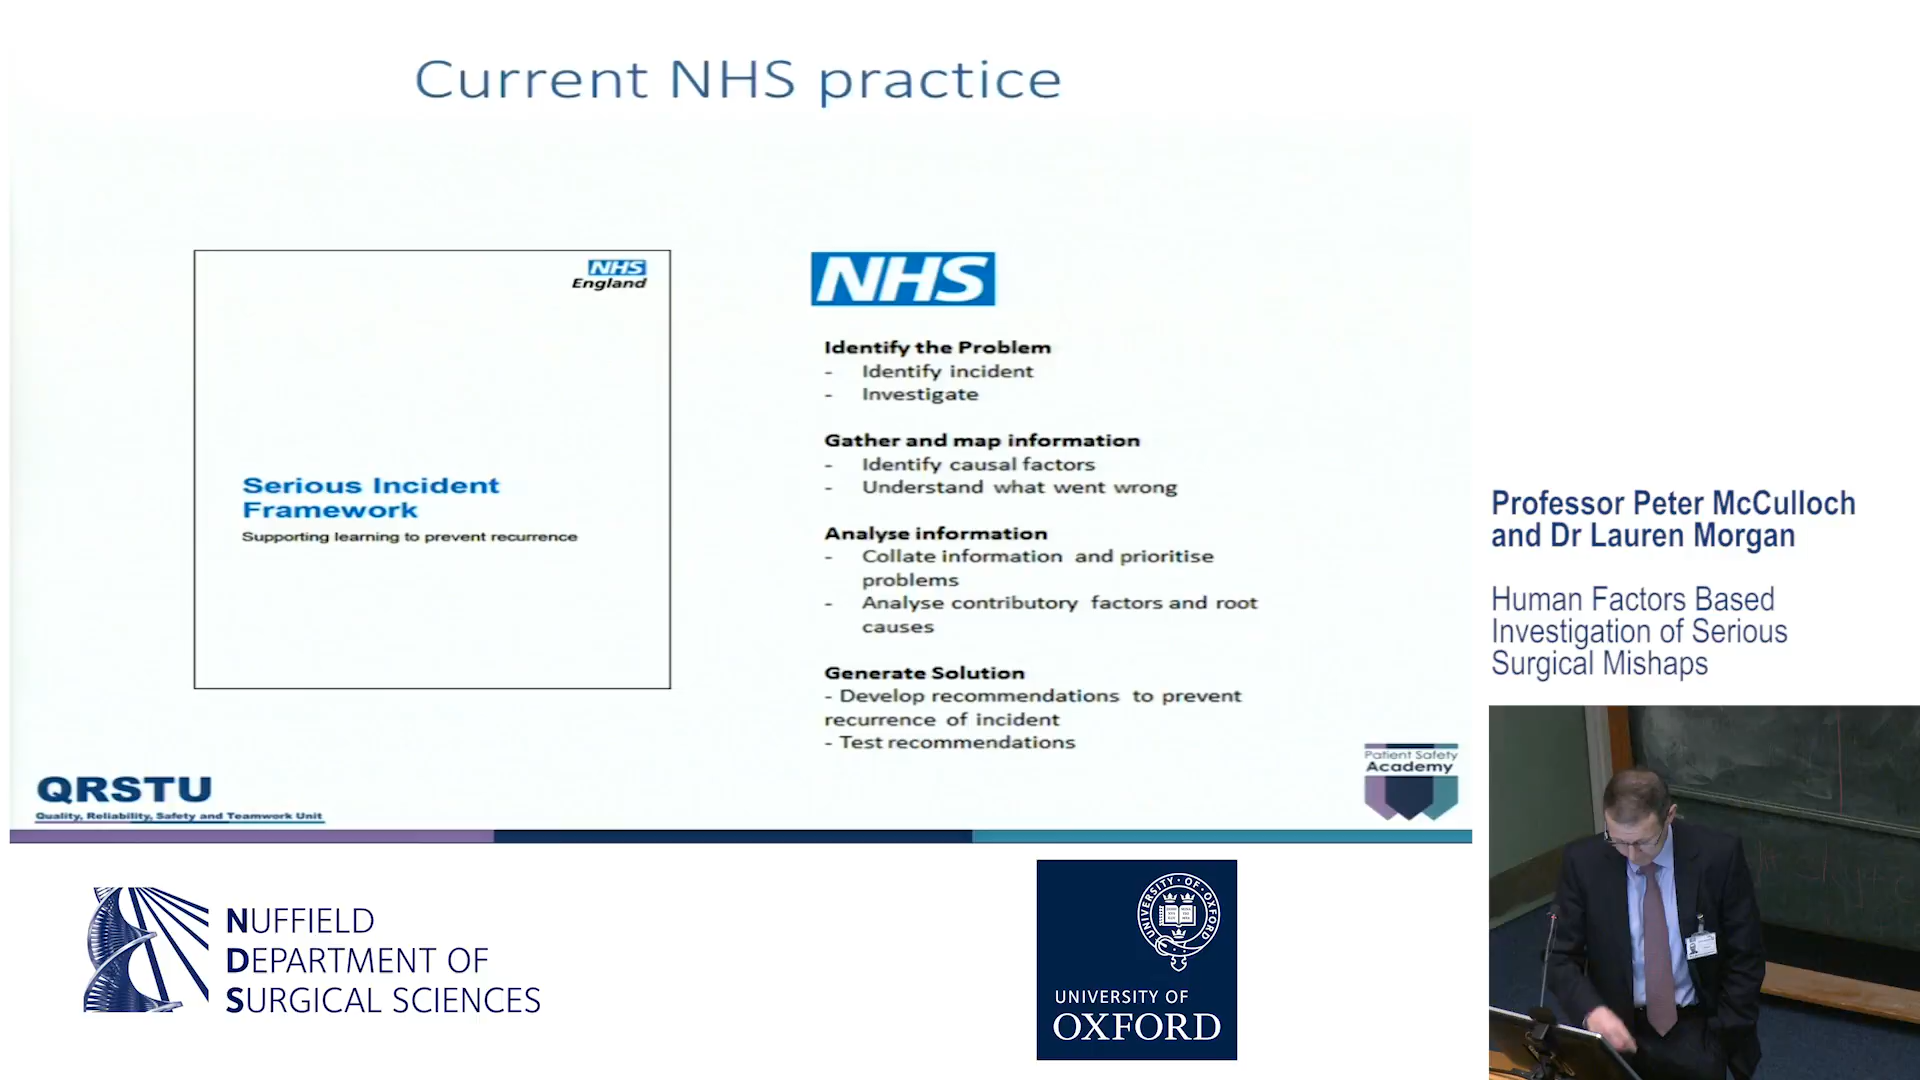 Current NHS practice
NHS
England
Serious Incident
Framework
Supporting learning to prevent recurrence
NHS
Identify the Problem
- Identify incident
- Investigate
Gather and map information
- Identify causal factors
- Understand what went wrong
Analyse information
- Collate information and prioritise
problems
- Analyse contributory factors and root
causes
Generate Solution
- Develop recommendations to prevent
recurrence of incident
- Test recommendations
QRSTU
Quality, Reliability, Safety and Teamwork Unit
Patient Safety
Academy
Professor Peter McCulloch
and Dr Lauren Morgan
Human Factors Based
Investigation of Serious
Surgical Mishaps
NUFFIELD
DEPARTMENT OF
SURGICAL SCIENCES
UNIVERSITY · OF · OXFORD
UNIVERSITY OF
OXFORD